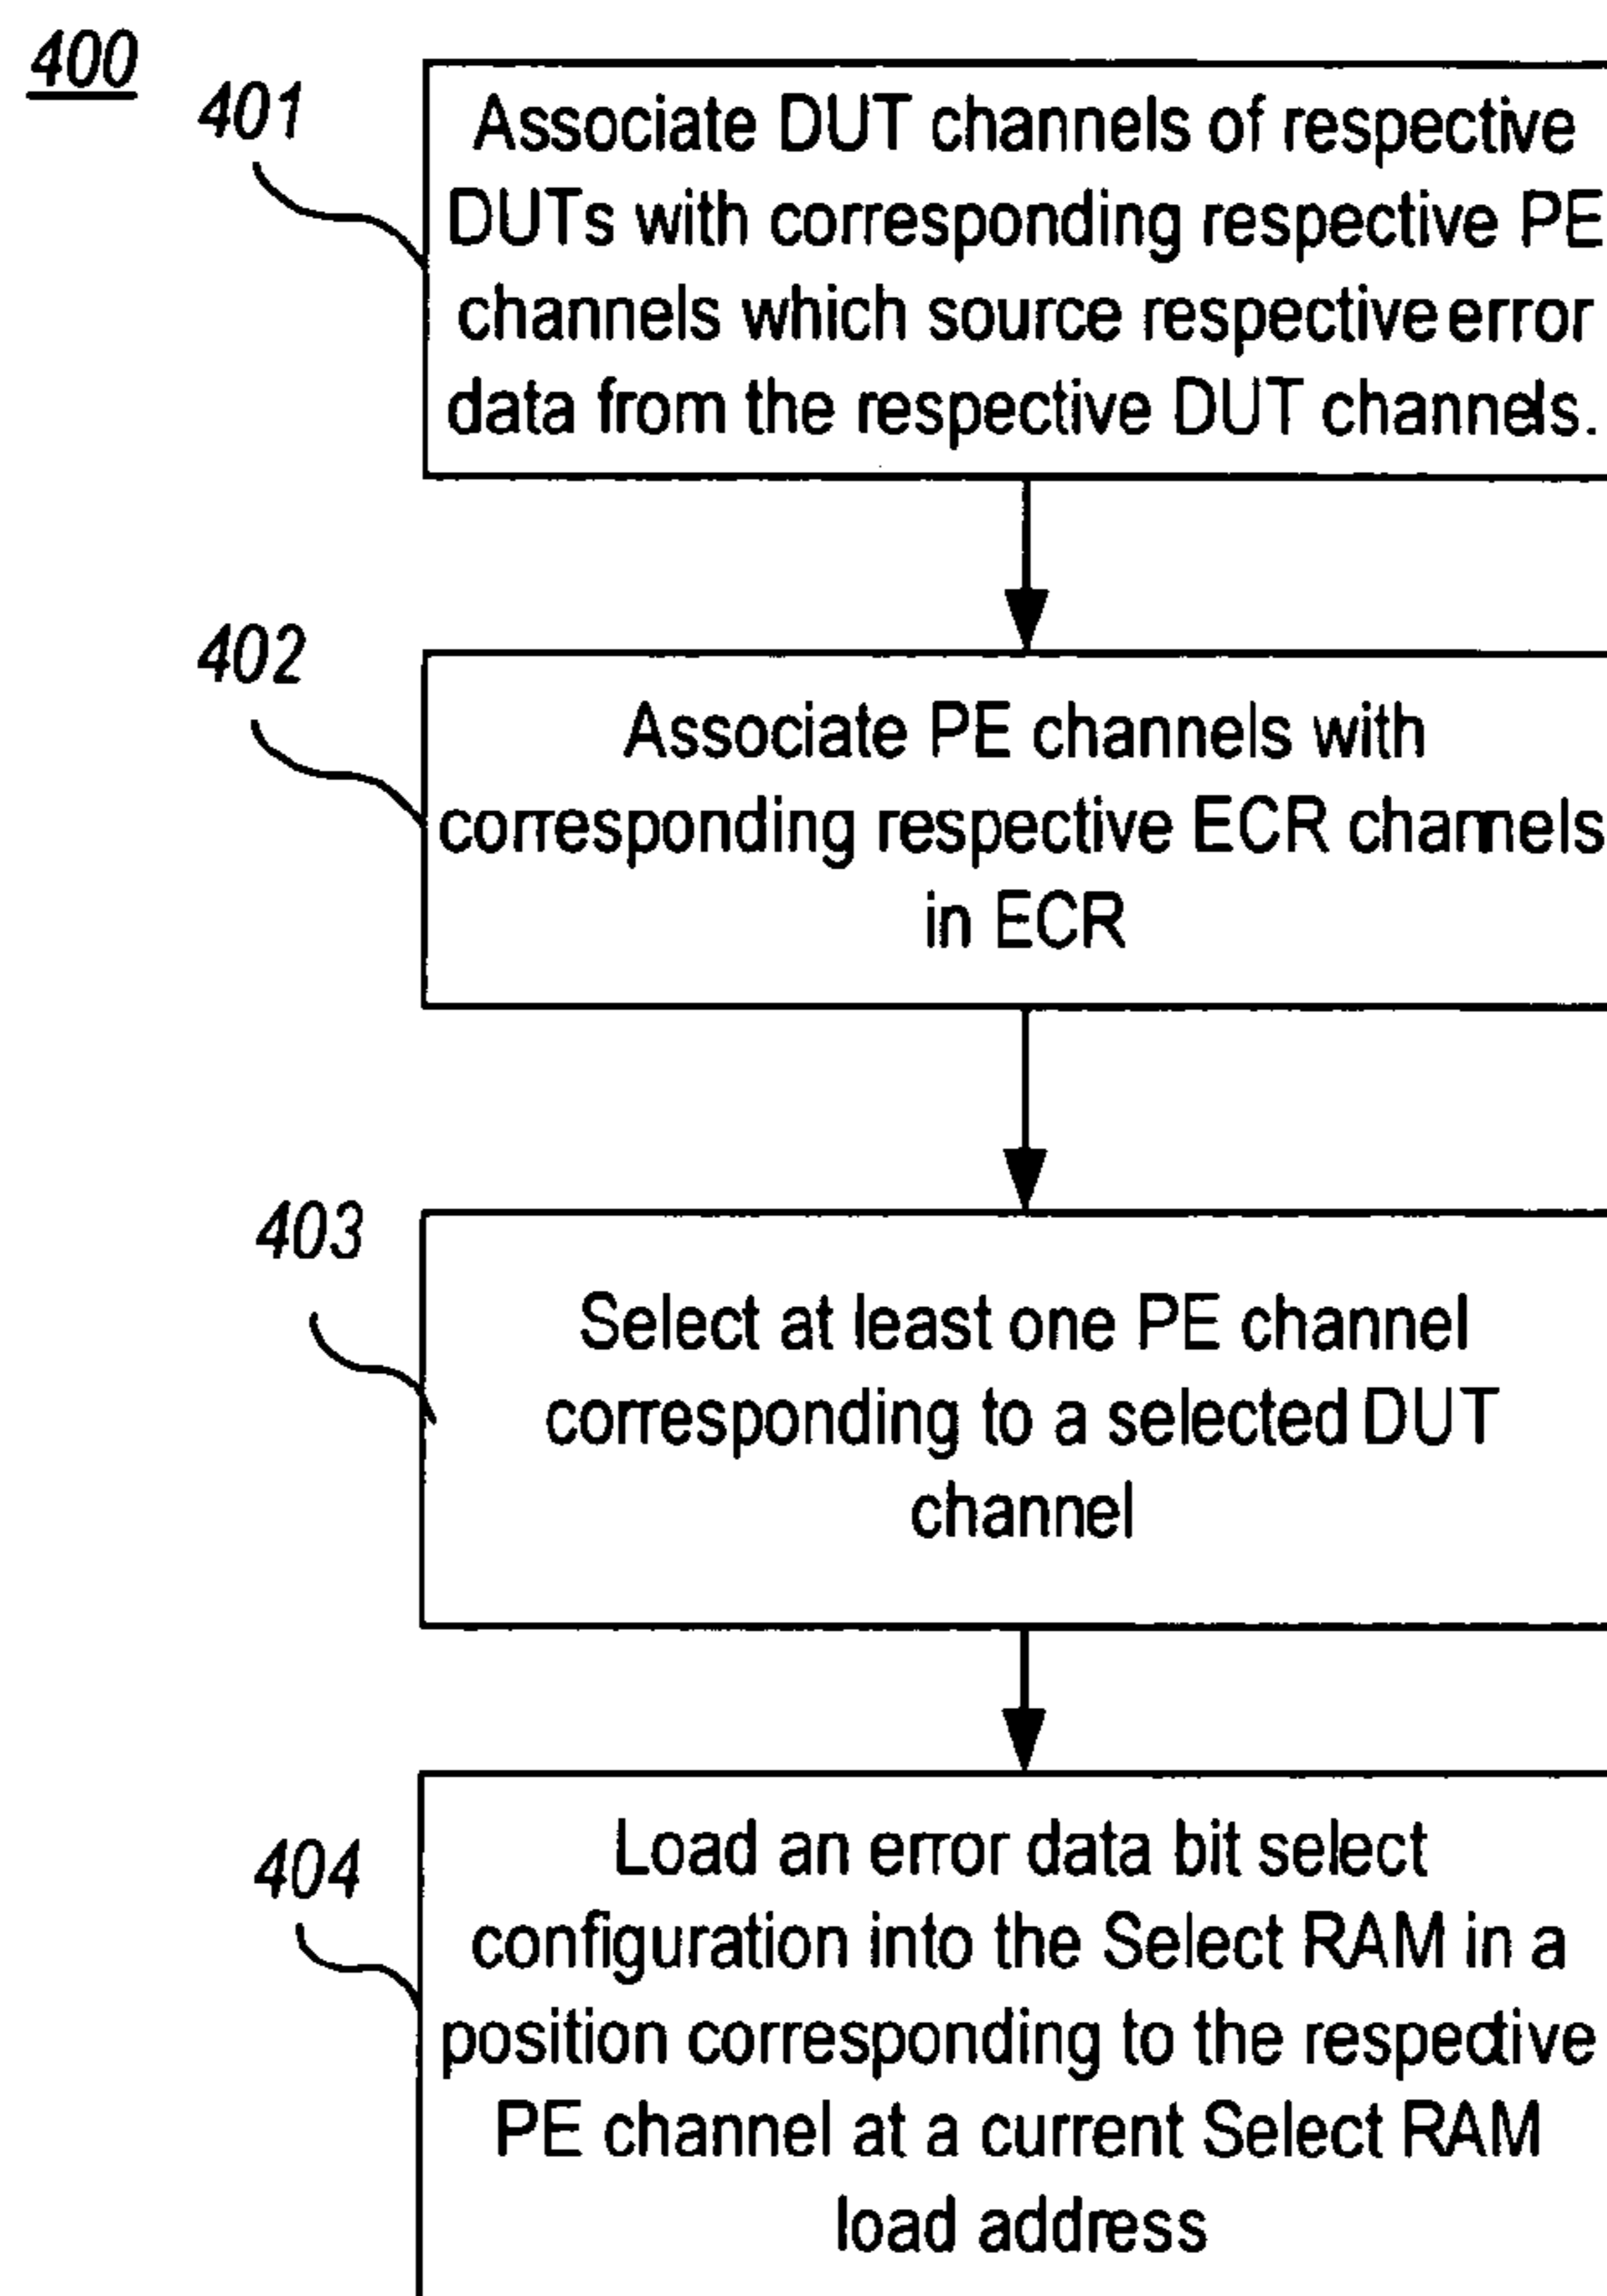 400
401
Associate DUT channels of respective
DUTs with corresponding respective PE
channels which source respective error
data from the respective DUT channels.
402
Associate PE channels with
corresponding respective ECR channels
in ECR
403
Select at least one PE channel
corresponding to a selected DUT
channel
404
Load an error data bit select
configuration into the Select RAM in a
position corresponding to the respective
PE channel at a current Select RAM
load address